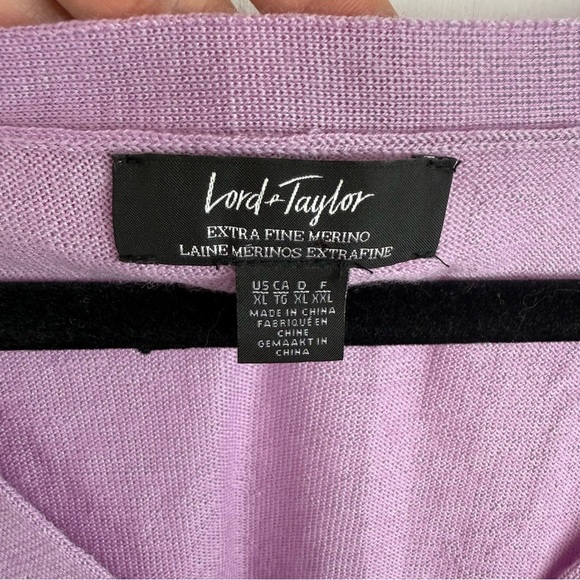 Lord & Taylor
EXTRA FINE MERINO
LAINE MÉRINOS EXTRAFINE
US CA D F
XL TG XL XXL
MADE IN CHINA
FABRIQUÉ EN
CHINE
GEMAAKT IN
CHINA